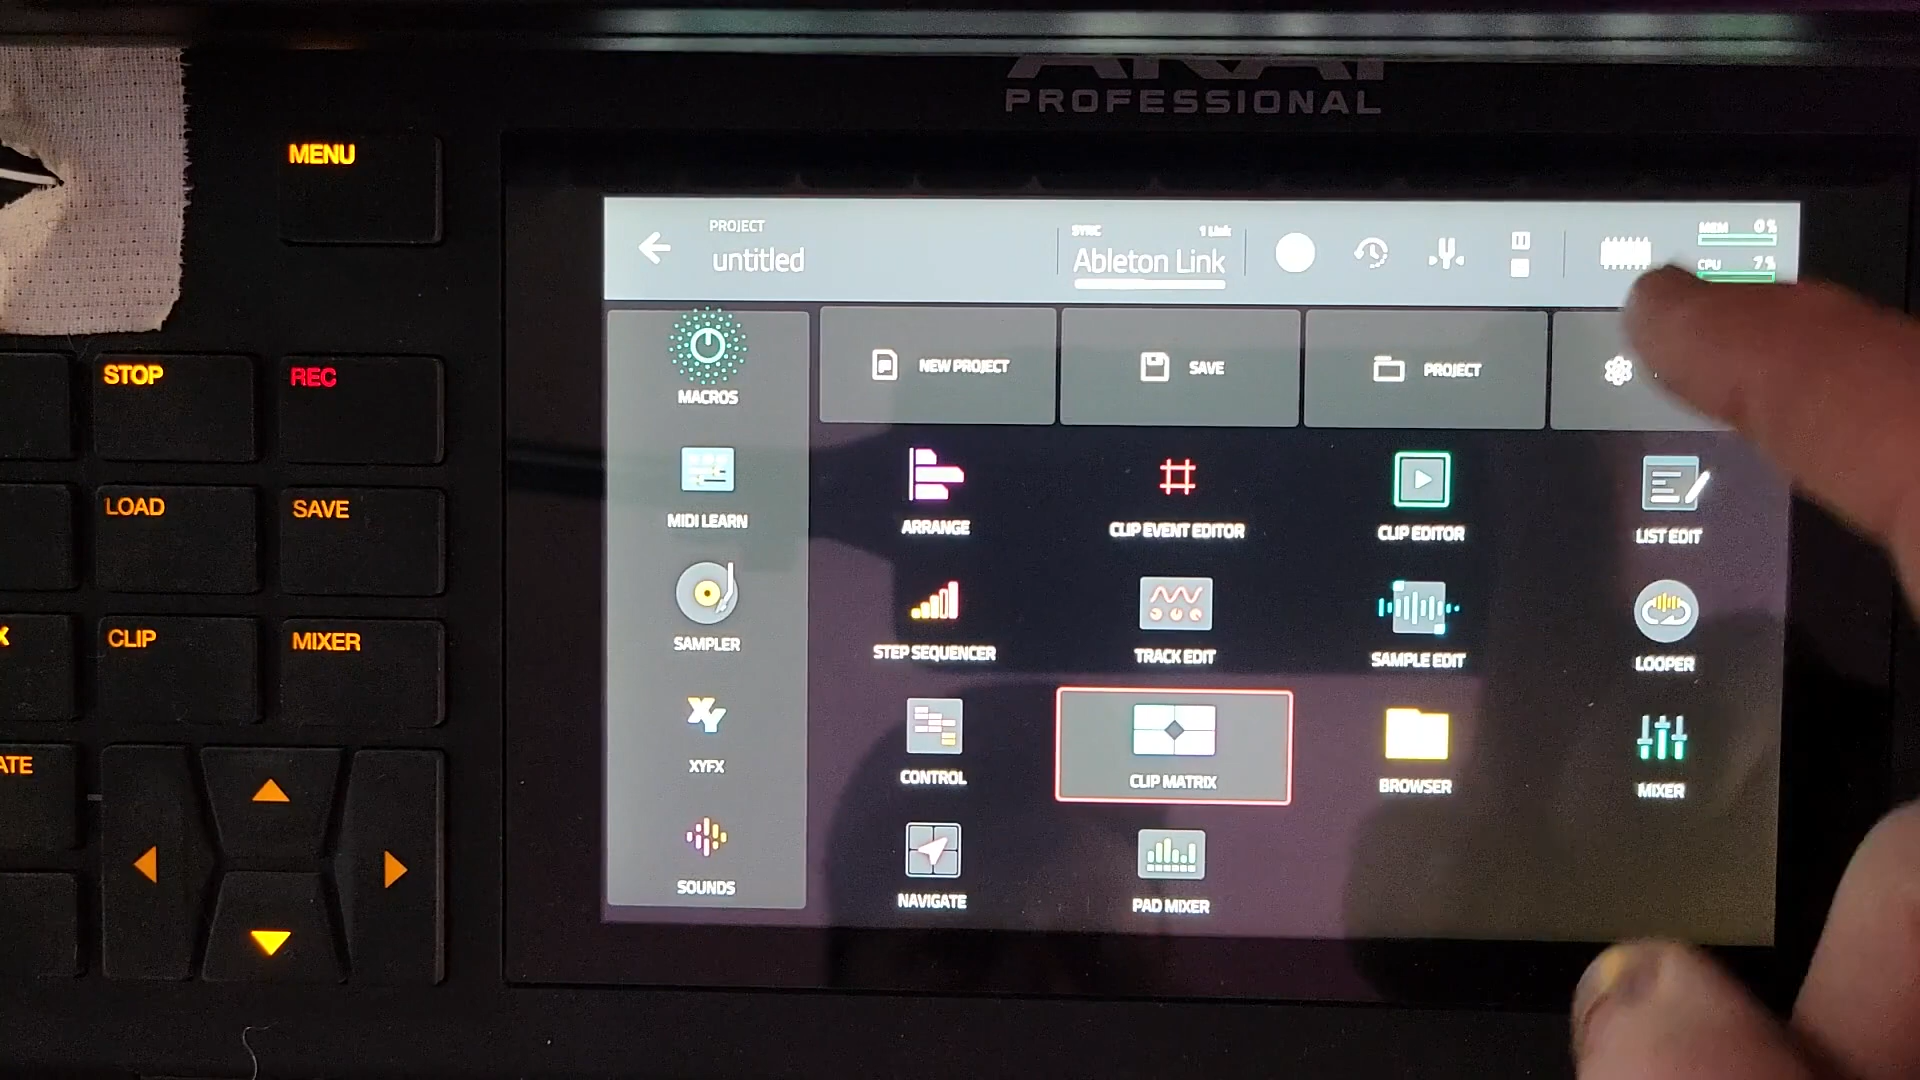 AKAI
PROFESSIONAL
MENU
STOP
REC
LOAD
SAVE
CLIP
MIXER
PROJECT
untitled
SYNC 1 Link
Ableton Link
MEM 0%
CPU 7%
NEW PROJECT
SAVE
PROJECT
MACROS
MIDI LEARN
SAMPLER
XYFX
SOUNDS
ARRANGE
CLIP EVENT EDITOR
CLIP EDITOR
LIST EDIT
STEP SEQUENCER
TRACK EDIT
SAMPLE EDIT
LOOPER
CONTROL
CLIP MATRIX
BROWSER
MIXER
NAVIGATE
PAD MIXER